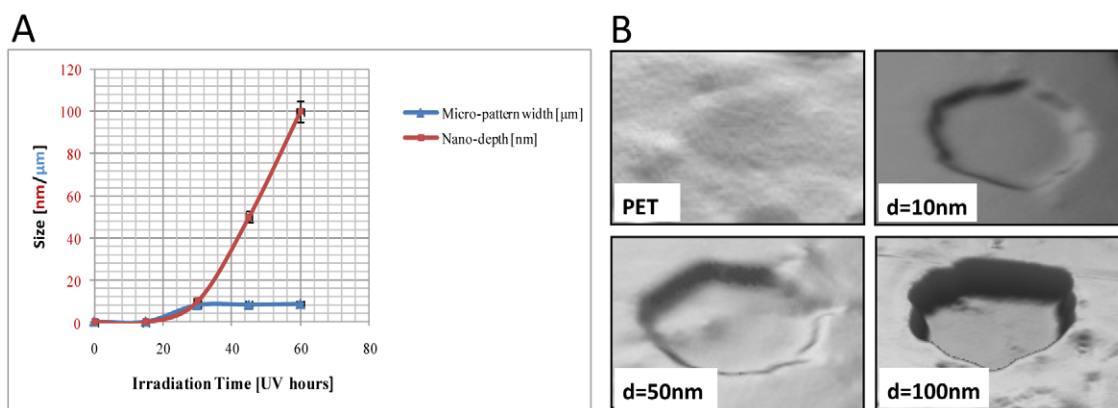 A
120
100
80
60
40
20
0
0
20
40
60
80
Size [nm/μm]
Irradiation Time [UV hours]
Micro-pattern width [μm]
Nano-depth [nm]
B
PET
d=10nm
d=50nm
d=100nm